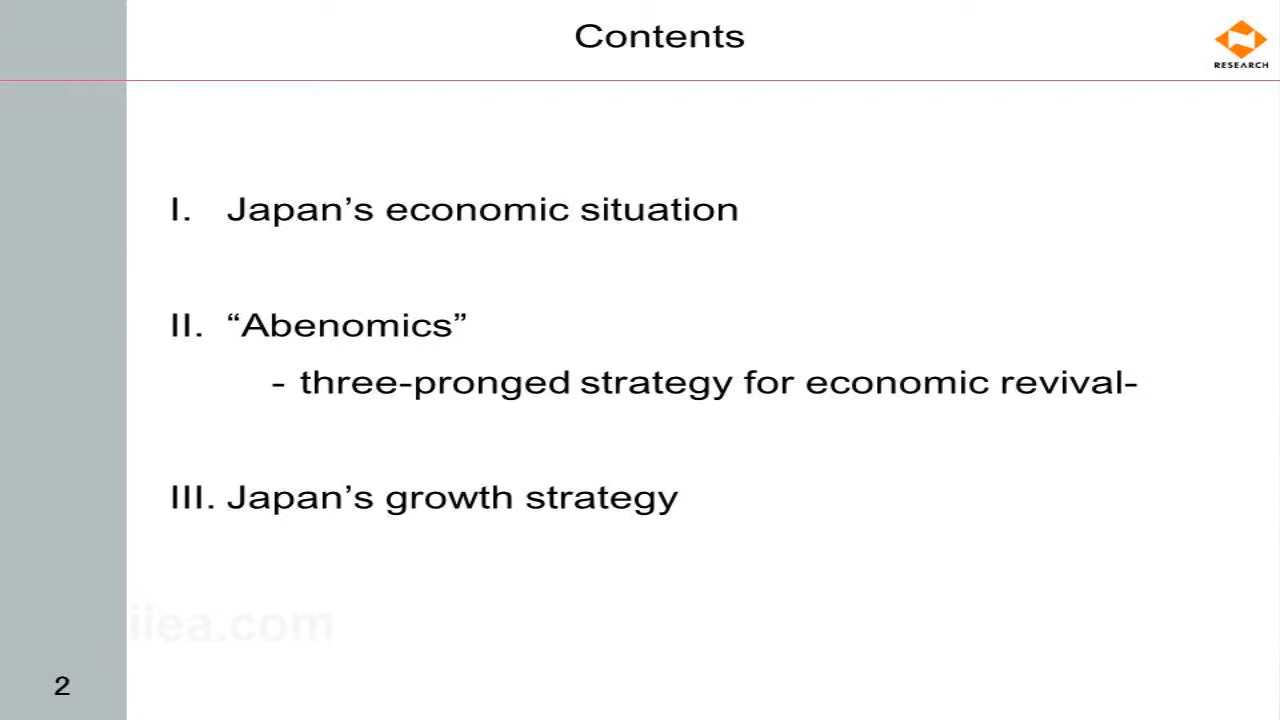 Contents
RESEARCH
I. Japan’s economic situation
II. “Abenomics”
- three-pronged strategy for economic revival-
III. Japan’s growth strategy
iiea.com
2